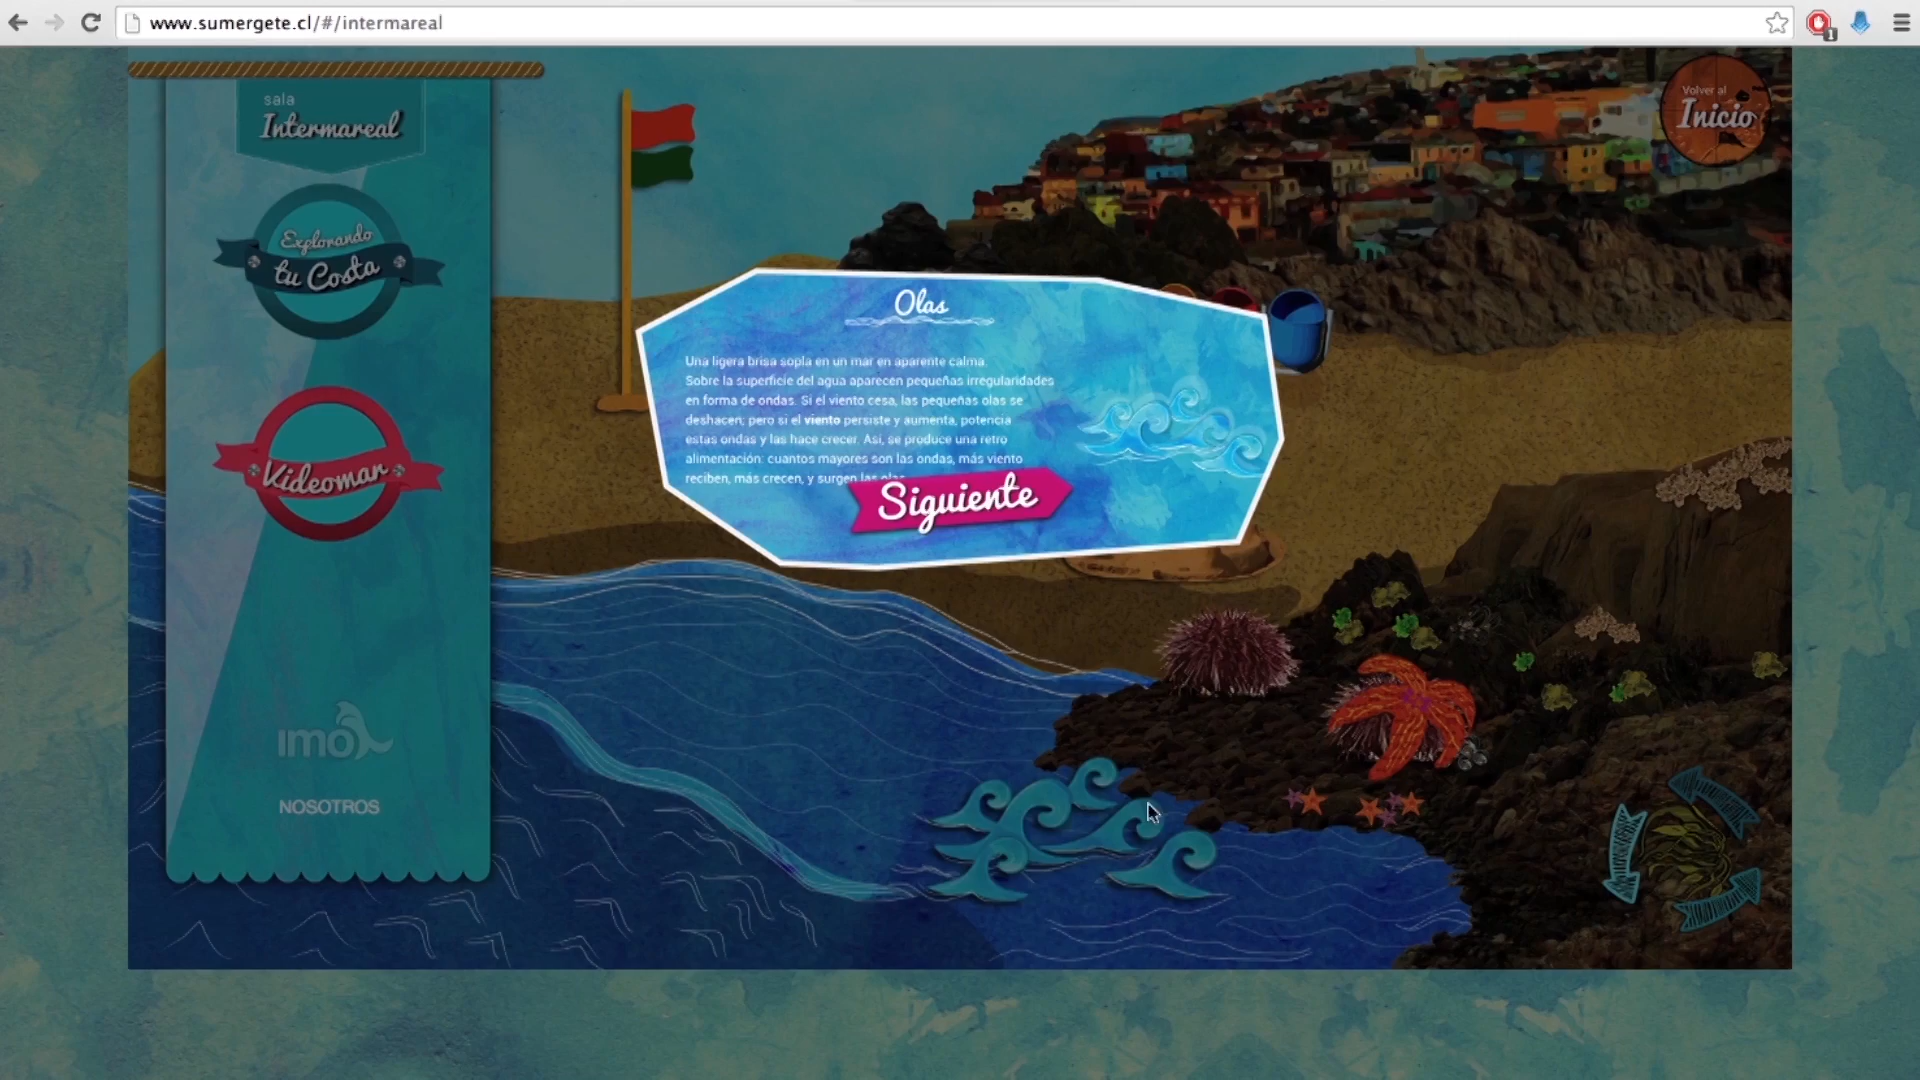 www.sumergete.cl/#/intermareal
1
sala
Intermareal
Explorando
tu Costa
Videomar
imo
NOSOTROS
Volver al
Inicio
Olas
Una ligera brisa sopla en un mar en aparente calma.
Sobre la superficie del agua aparecen pequeñas irregularidades
en forma de ondas. Si el viento cesa, las pequeñas olas se
deshacen; pero si el viento persiste y aumenta, potencia
estas ondas y las hace crecer. Asi, se produce una retro
alimentación: cuantos mayores son las ondas, más viento
reciben, más crecen, y surgen las olas
Siguiente